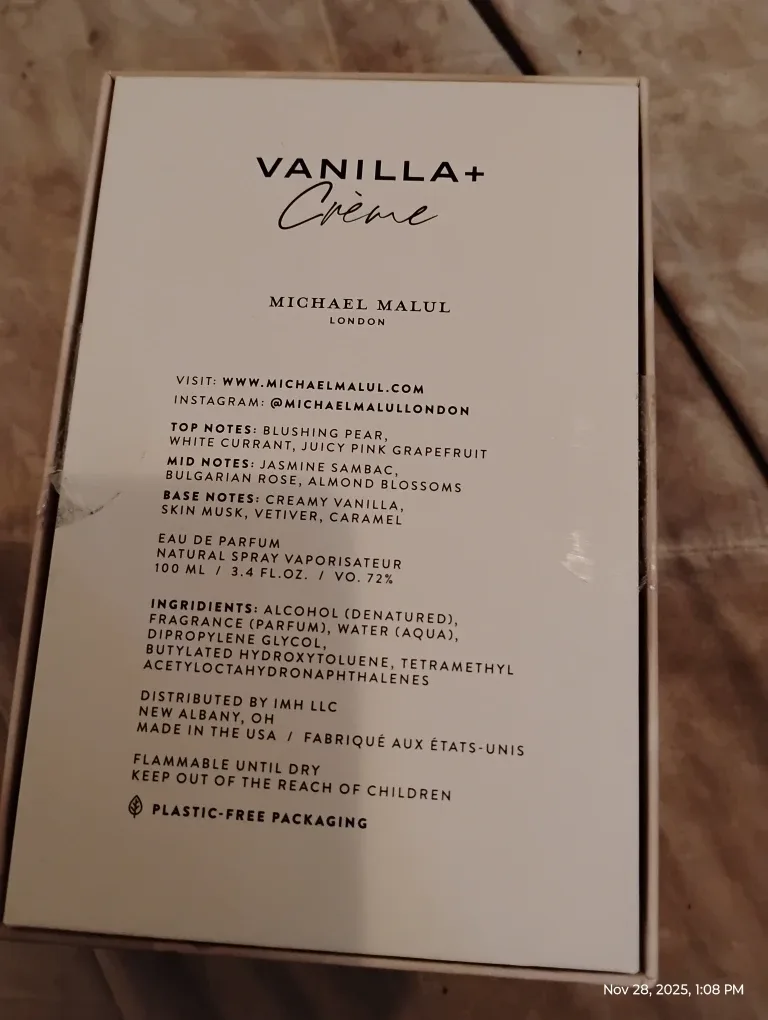 VANILLA+
Crème
MICHAEL MALUL
LONDON
VISIT: WWW.MICHAELMALUL.COM
INSTAGRAM: @MICHAELMALULLONDON
TOP NOTES: BLUSHING PEAR,
WHITE CURRANT, JUICY PINK GRAPEFRUIT
MID NOTES: JASMINE SAMBAC,
BULGARIAN ROSE, ALMOND BLOSSOMS
BASE NOTES: CREAMY VANILLA,
SKIN MUSK, VETIVER, CARAMEL
EAU DE PARFUM
NATURAL SPRAY VAPORISATEUR
100 ML / 3.4 FL.OZ. / VO. 72%
INGRIDIENTS: ALCOHOL (DENATURED),
FRAGRANCE (PARFUM), WATER (AQUA),
DIPROPYLENE GLYCOL,
BUTYLATED HYDROXYTOLUENE, TETRAMETHYL
ACETYLOCTAHYDRONAPHTHALENES
DISTRIBUTED BY IMH LLC
NEW ALBANY, OH
MADE IN THE USA / FABRIQUÉ AUX ÉTATS-UNIS
FLAMMABLE UNTIL DRY
KEEP OUT OF THE REACH OF CHILDREN
PLASTIC-FREE PACKAGING
Nov 28, 2025, 1:08 PM